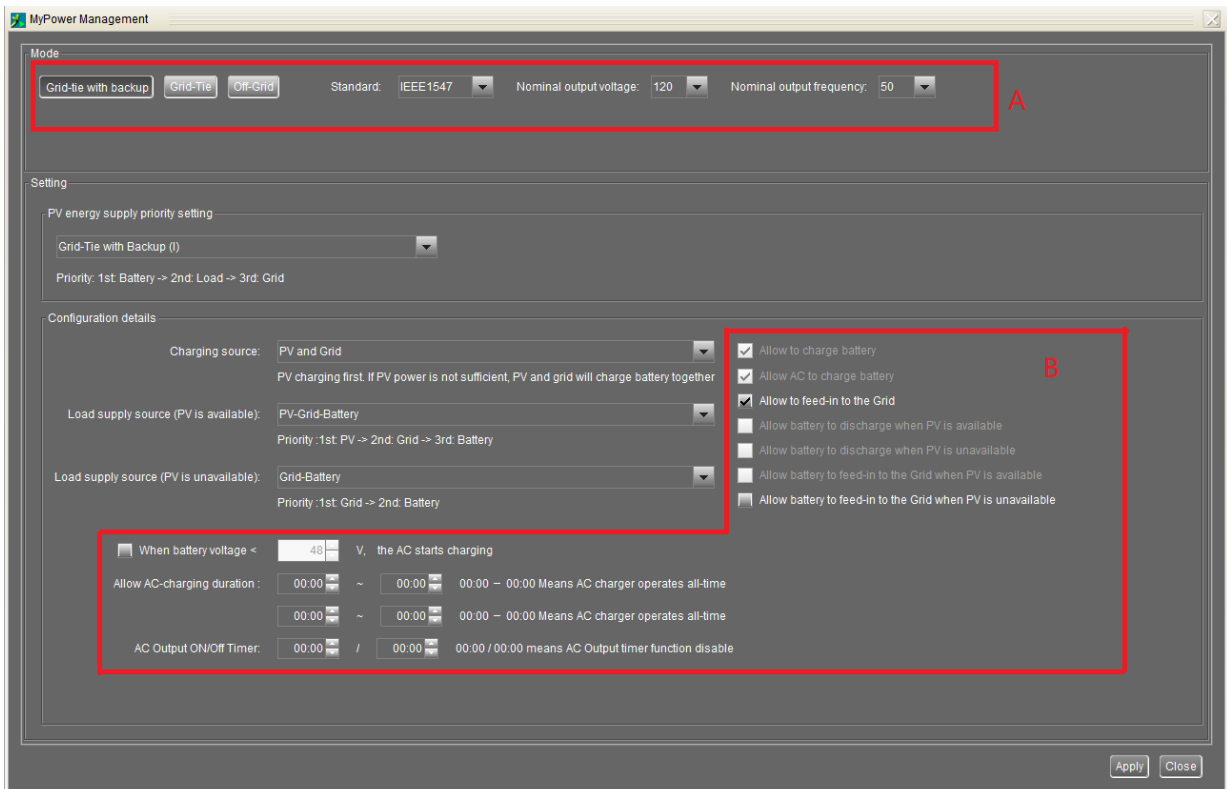 MyPower Management
Mode
Grid-tie with backup Grid-Tie Off-Grid Standard: IEEE1547 Nominal output voltage: 120 Nominal output frequency: 50
A
Setting
PV energy supply priority setting
Grid-Tie with Backup (I)
Priority: 1st: Battery -> 2nd: Load -> 3rd: Grid
Configuration details
Charging source: PV and Grid
PV charging first. If PV power is not sufficient, PV and grid will charge battery together
Load supply source (PV is available): PV-Grid-Battery
Priority :1st: PV -> 2nd: Grid -> 3rd: Battery
Load supply source (PV is unavailable): Grid-Battery
Priority :1st: Grid -> 2nd: Battery
Allow to charge battery
B
Allow AC to charge battery
Allow to feed-in to the Grid
Allow battery to discharge when PV is available
Allow battery to discharge when PV is unavailable
Allow battery to feed-in to the Grid when PV is available
Allow battery to feed-in to the Grid when PV is unavailable
When battery voltage < 48 V, the AC starts charging
Allow AC-charging duration : 00:00 ~ 00:00 00:00 – 00:00 Means AC charger operates all-time
00:00 ~ 00:00 00:00 – 00:00 Means AC charger operates all-time
AC Output ON/Off Timer: 00:00 / 00:00 00:00 / 00:00 means AC Output timer function disable
Apply Close